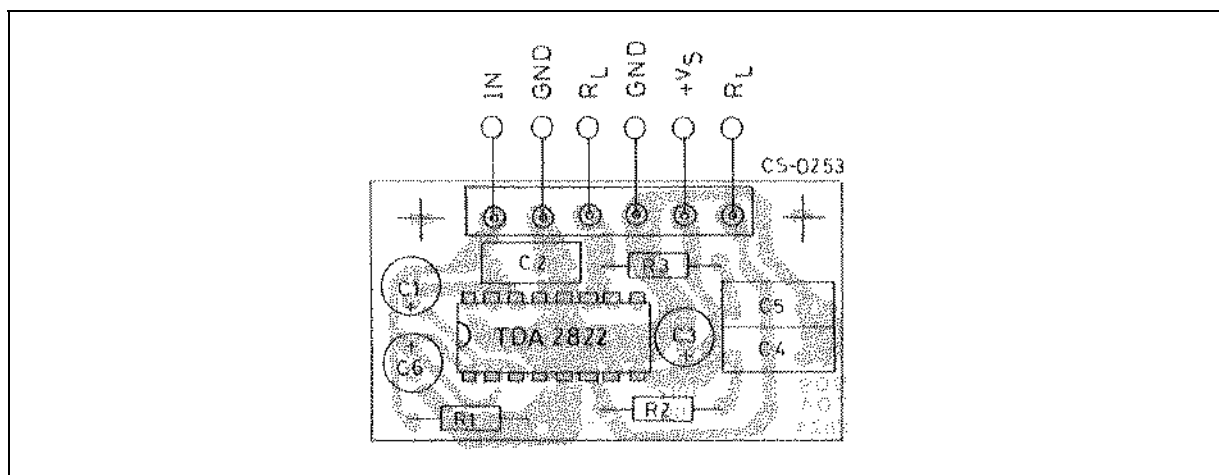 IN GND RL GND +VS RL
CS-0253
C2
R3
C1
+
C5
TDA 2822
C3
+
C4
+
C6
R2
R1